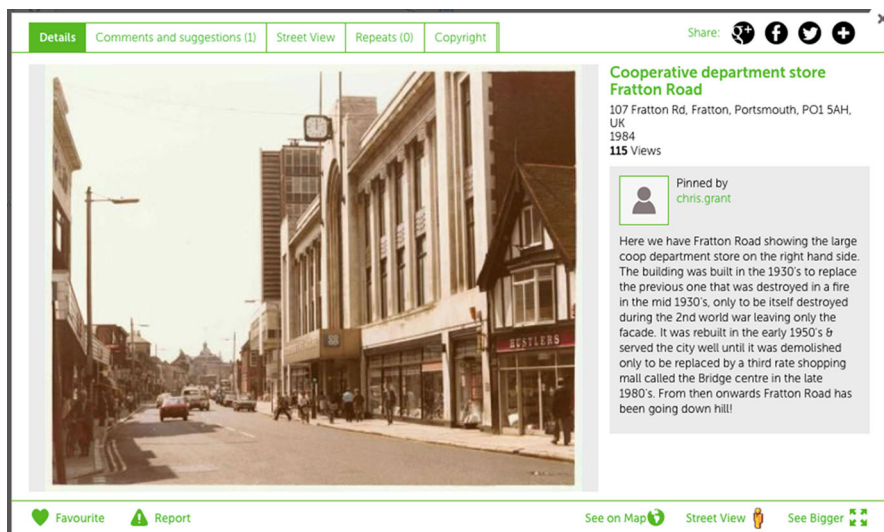 Details
Comments and suggestions (1)
Street View
Repeats (0)
Copyright
Share:
Cooperative department store
Fratton Road
107 Fratton Rd, Fratton, Portsmouth, PO1 5AH,
UK
1984
115 Views
Pinned by
chris.grant
Here we have Fratton Road showing the large
coop department store on the right hand side.
The building was built in the 1930's to replace
the previous one that was destroyed in a fire
in the mid 1930's, only to be itself destroyed
during the 2nd world war leaving only the
facade. It was rebuilt in the early 1950's &
served the city well until it was demolished
only to be replaced by a third rate shopping
mall called the Bridge centre in the late
1980's. From then onwards Fratton Road has
been going down hill!
HUSTLERS
Favourite
Report
See on Map
Street View
See Bigger